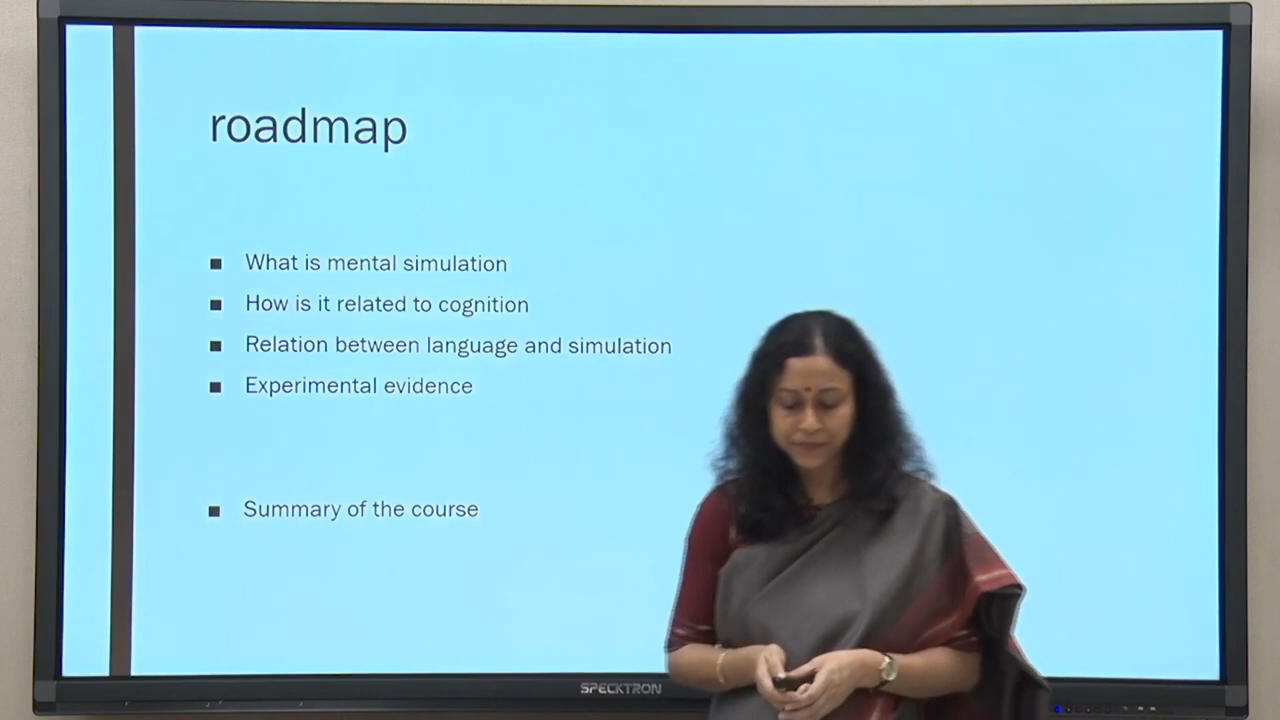 roadmap
What is mental simulation
How is it related to cognition
Relation between language and simulation
Experimental evidence
Summary of the course
SPECKTRON